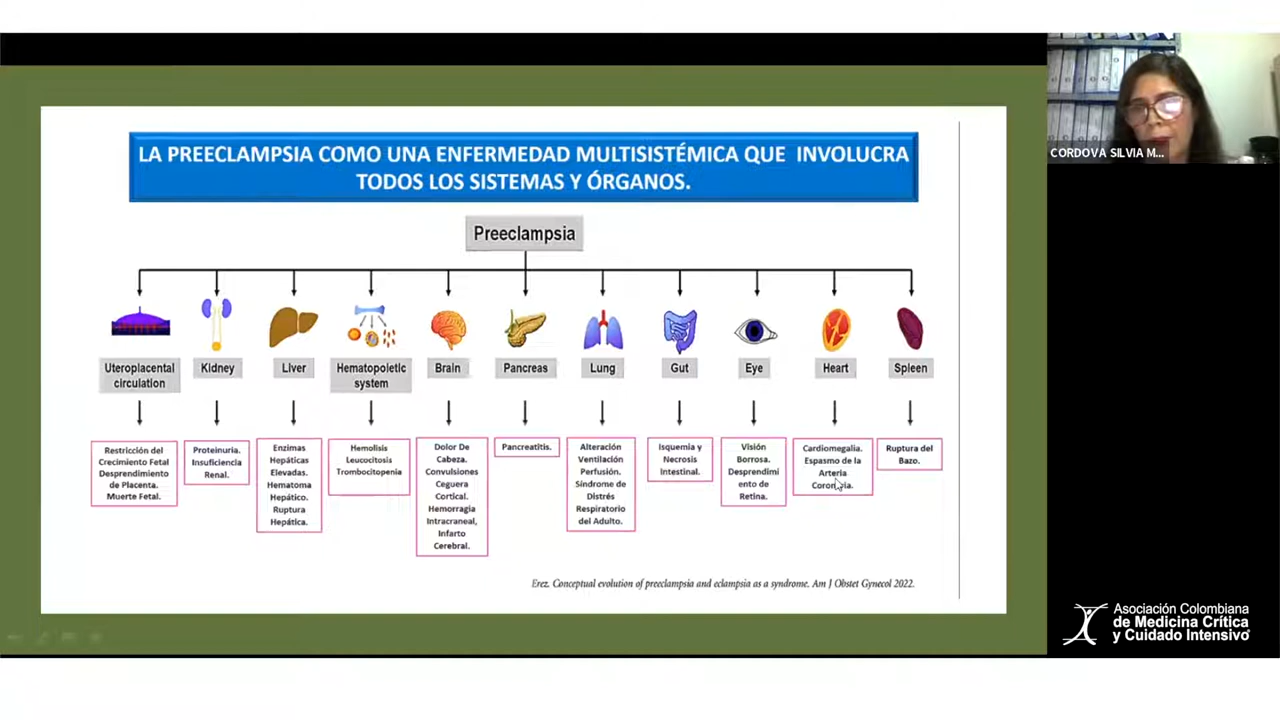 LA PREECLAMPSIA COMO UNA ENFERMEDAD MULTISISTÉMICA QUE INVOLUCRA
TODOS LOS SISTEMAS Y ÓRGANOS.
Preeclampsia
Uteroplacental
circulation
Kidney
Liver
Hematopoietic
system
Brain
Pancreas
Lung
Gut
Eye
Heart
Spleen
Restricción del
Crecimiento Fetal
Desprendimiento
de Placenta.
Muerte Fetal.
Proteinuria.
Insuficiencia
Renal.
Enzimas
Hepáticas
Elevadas.
Hematoma
Hepático.
Ruptura
Hepática.
Hemolisis
Leucocitosis
Trombocitopenia
Dolor De
Cabeza.
Convulsiones
Ceguera
Cortical.
Hemorragia
Intracraneal,
Infarto
Cerebral.
Pancreatitis.
Alteración
Ventilación
Perfusión.
Síndrome de
Distrés
Respiratorio
del Adulto.
Isquemia y
Necrosis
Intestinal.
Visión
Borrosa.
Desprendimi
ento de
Retina.
Cardiomegalia.
Espasmo de la
Arteria
Coronaria.
Ruptura del
Bazo.
Erez. Conceptual evolution of preeclampsia and eclampsia as a syndrome. Am J Obstet Gynecol 2022.
CORDOVA SILVIA M...
Asociación Colombiana
de Medicina Crítica
y Cuidado Intensivo